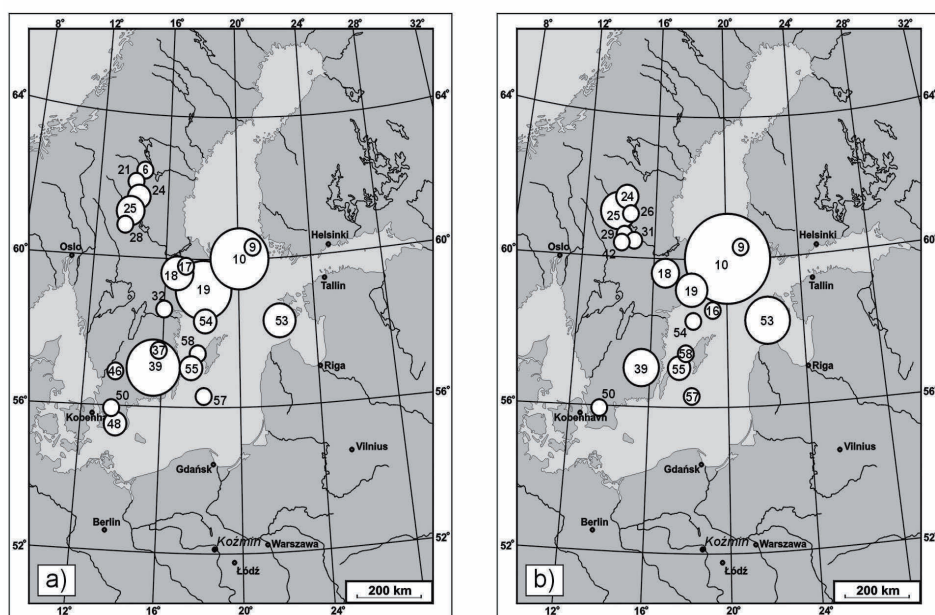 8° 12° 16° 20° 24° 28° 32°
64°
64°
6
21
24
25
28
60°
Oslo
Helsinki
60°
9
10
17
18
Tallin
19
32
54
53
58
37
39
55
46
Riga
56°
50
57
56°
Kobenha
48
Vilnius
Gdańsk
Berlin
52°
Koźmin
Warszawa
52°
Łódź
a)
200 km
12° 16° 20° 24°
8° 12° 16° 20° 24° 28° 32°
64°
64°
24
25
26
29
31
42
60°
Oslo
Helsinki
60°
9
10
18
Tallin
19
16
54
53
58
39
55
Riga
56°
50
57
56°
Kobenhavn
Vilnius
Gdańsk
Berlin
52°
Koźmin
Warszawa
52°
Łódź
b)
200 km
12° 16° 20° 24°